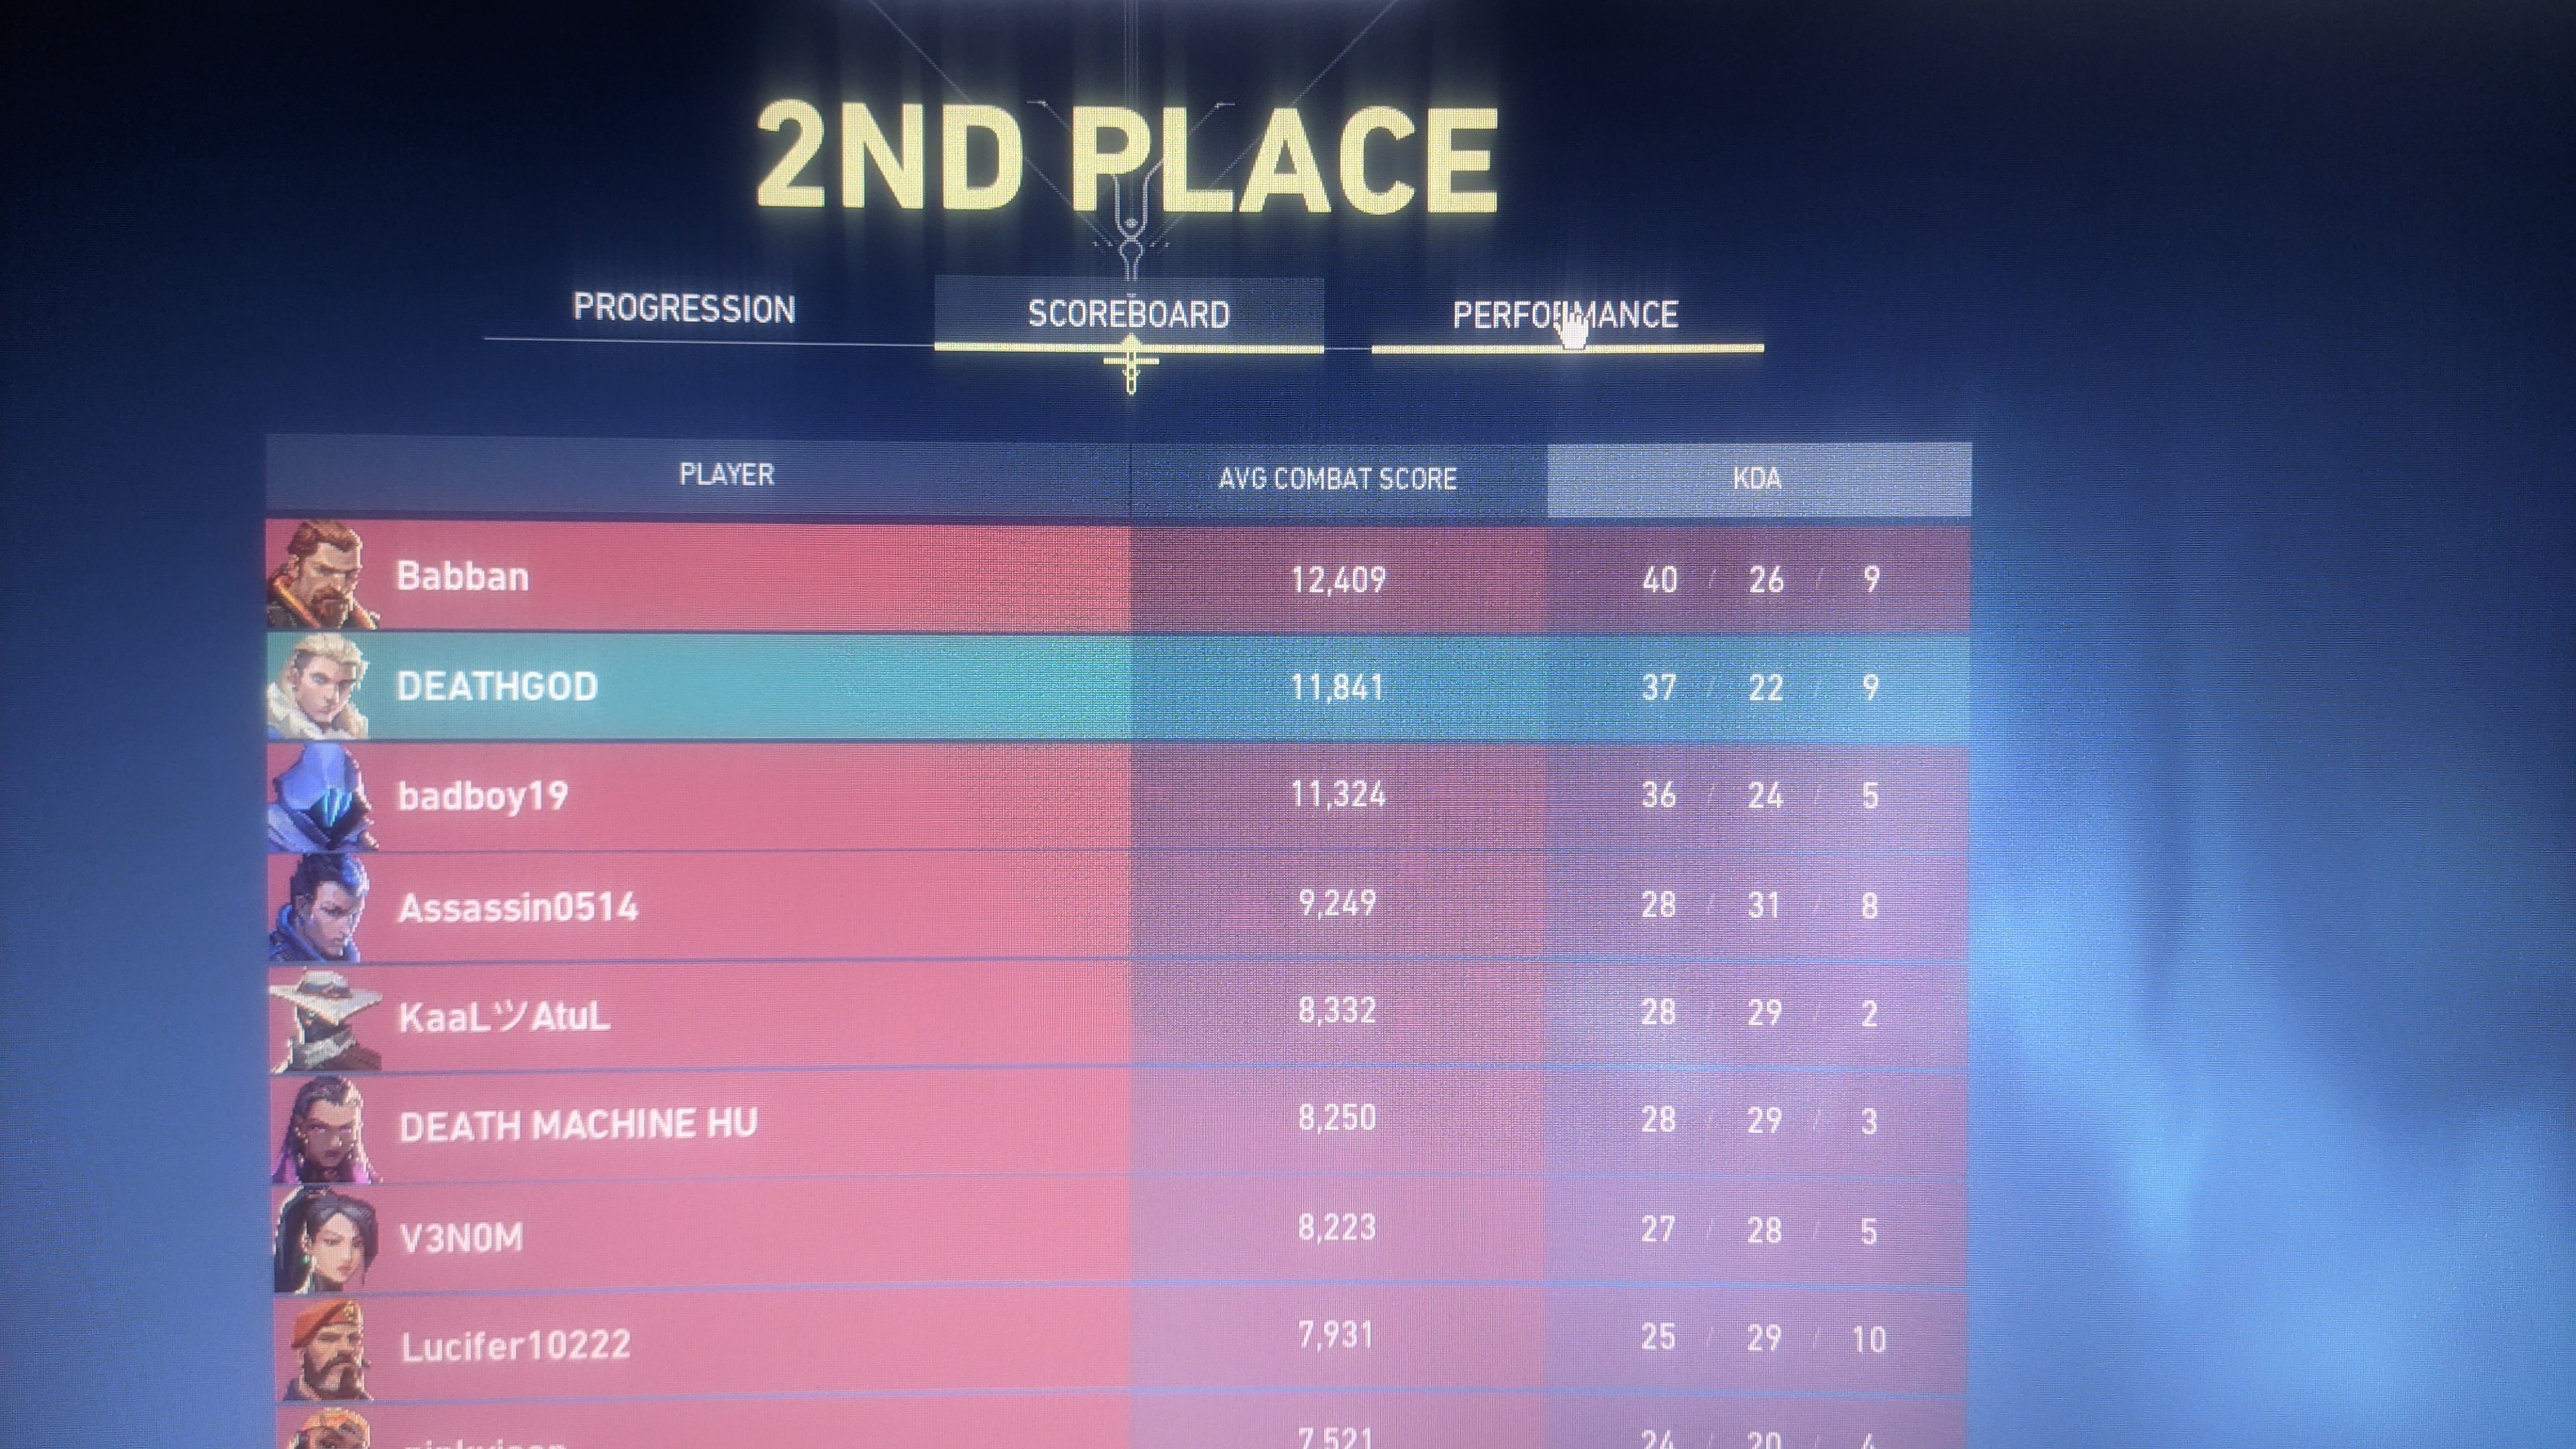 2ND PLACE
PROGRESSION SCOREBOARD PERFORMANCE
PLAYER AVG COMBAT SCORE KDA
Babban 12,409 40 / 26 / 9
DEATHGOD 11,841 37 / 22 / 9
badboy19 11,324 36 / 24 / 5
Assassin0514 9,249 28 / 31 / 8
KaaLツAtuL 8,332 28 / 29 / 2
DEATH MACHINE HU 8,250 28 / 29 / 3
V3N0M 8,223 27 / 28 / 5
Lucifer10222 7,931 25 / 29 / 10
7,521 24